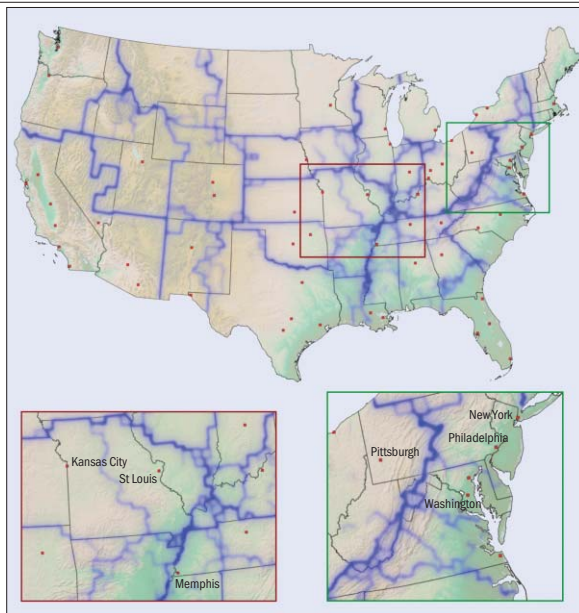 Kansas City
St Louis
Memphis
New York
Philadelphia
Pittsburgh
Washington